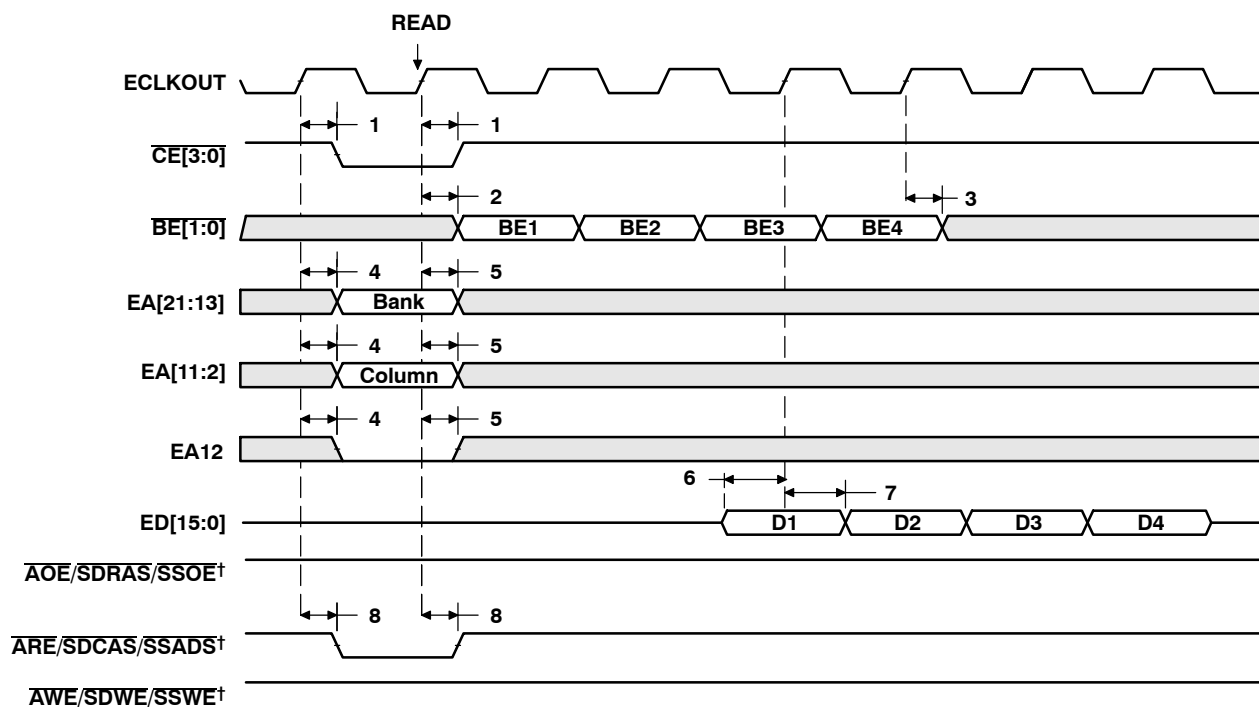 READ
ECLKOUT
1 1
CE[3:0]
2 3
BE[1:0] BE1 BE2 BE3 BE4
4 5
EA[21:13] Bank
4 5
EA[11:2] Column
4 5
EA12
6 7
ED[15:0] D1 D2 D3 D4
AOE/SDRAS/SSOE†
8 8
ARE/SDCAS/SSADS†
AWE/SDWE/SSWE†